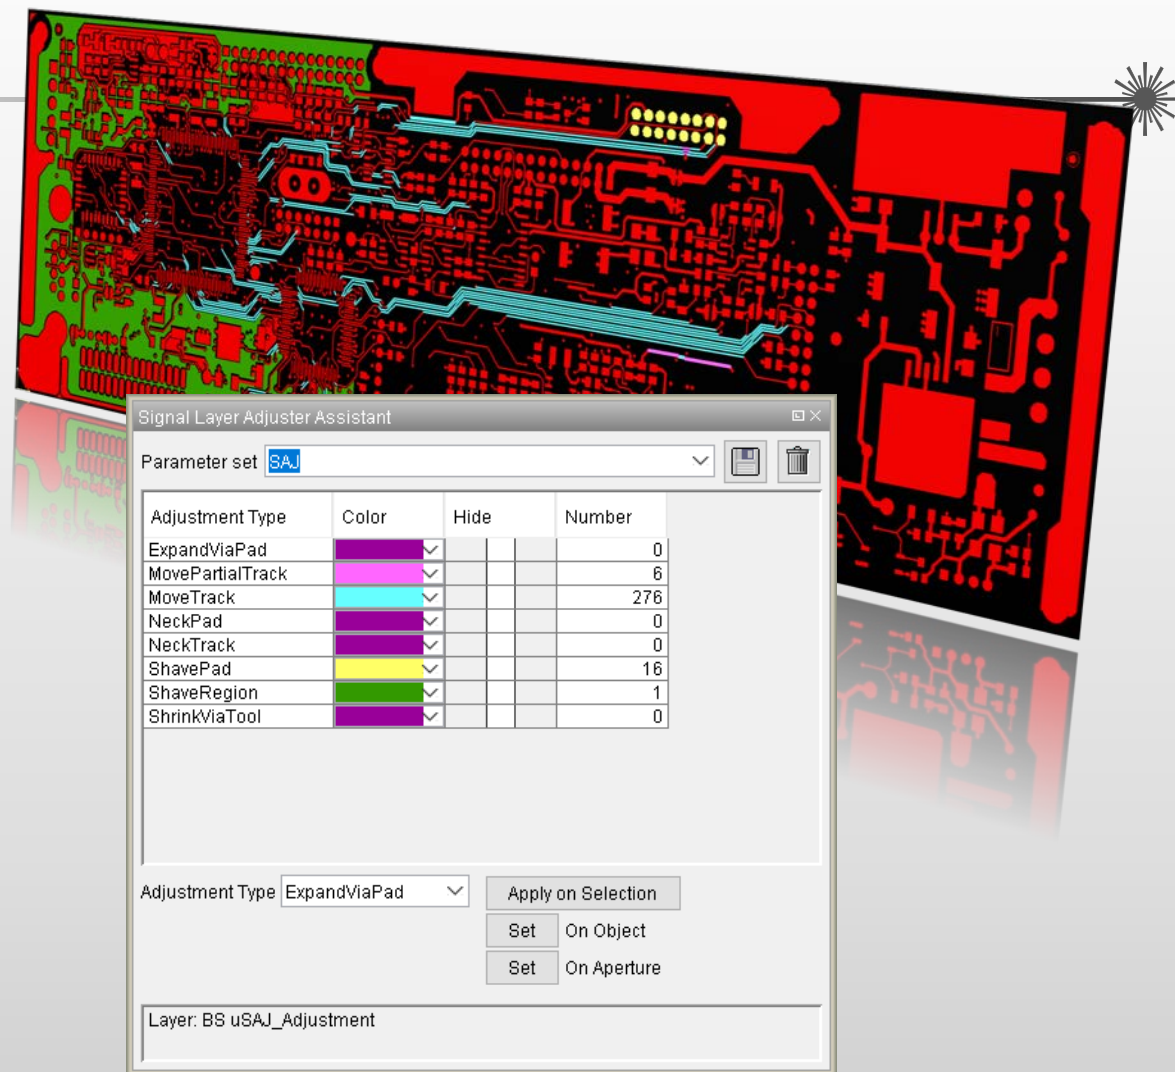 Signal Layer Adjuster Assistant
Parameter set SAJ
Adjustment Type Color Hide Number
ExpandViaPad 0
MovePartialTrack 6
MoveTrack 276
NeckPad 0
NeckTrack 0
ShavePad 16
ShaveRegion 1
ShrinkViaTool 0
Adjustment Type ExpandViaPad Apply on Selection
Set On Object
Set On Aperture
Layer: BS uSAJ_Adjustment